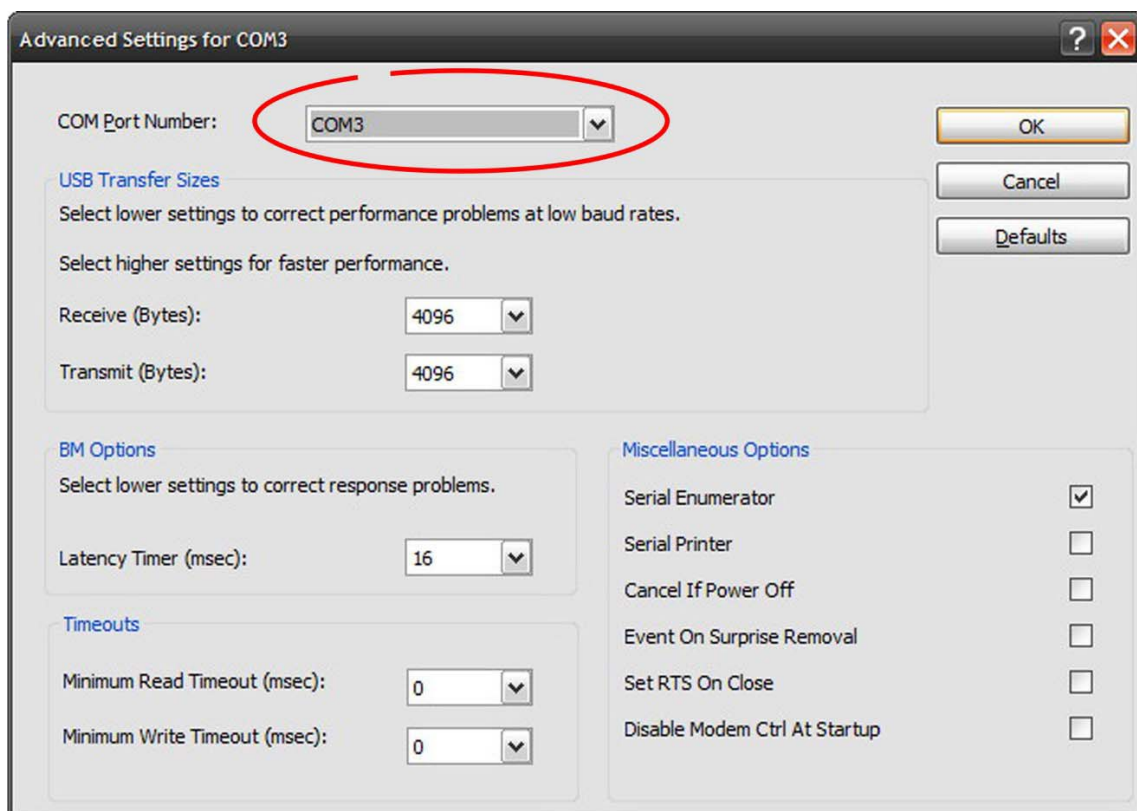 Advanced Settings for COM3
?
COM Port Number:
COM3
OK
Cancel
Defaults
USB Transfer Sizes
Select lower settings to correct performance problems at low baud rates.
Select higher settings for faster performance.
Receive (Bytes):
4096
Transmit (Bytes):
4096
BM Options
Select lower settings to correct response problems.
Latency Timer (msec):
16
Timeouts
Minimum Read Timeout (msec):
0
Minimum Write Timeout (msec):
0
Miscellaneous Options
Serial Enumerator
Serial Printer
Cancel If Power Off
Event On Surprise Removal
Set RTS On Close
Disable Modem Ctrl At Startup